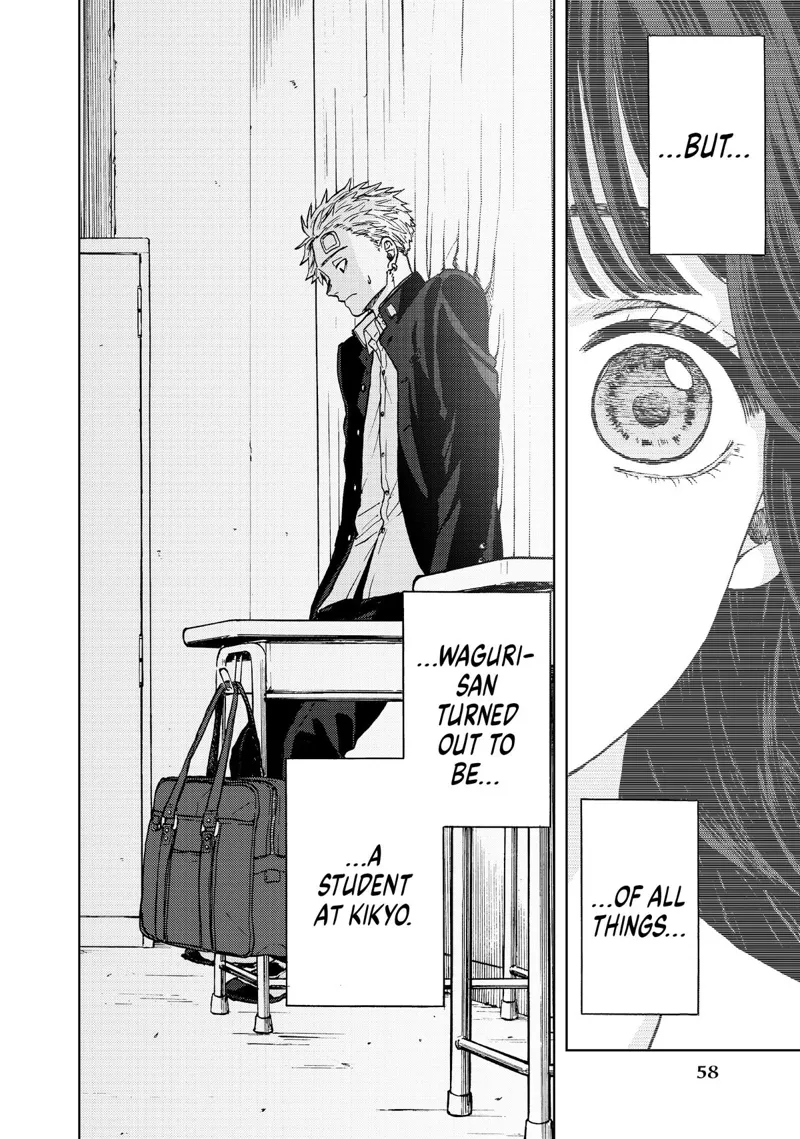 ...BUT...
...OF ALL
THINGS...
...WAGURI-
SAN
TURNED
OUT TO
BE...
...A
STUDENT
AT KIKYO.
58